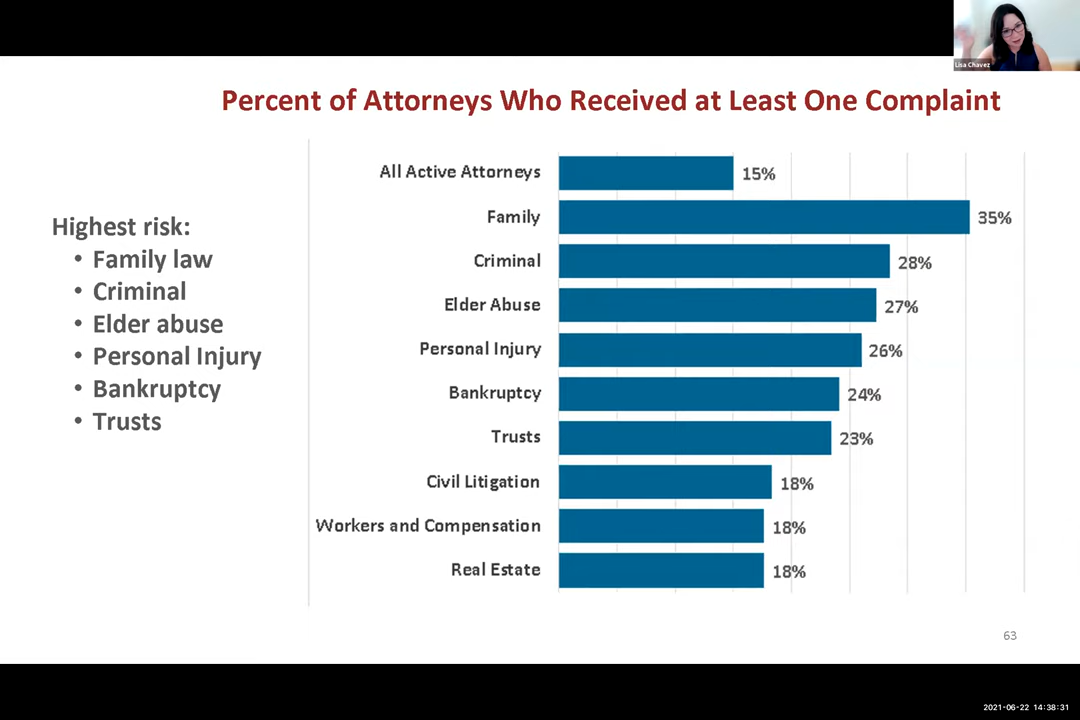 Lisa Chavez
Percent of Attorneys Who Received at Least One Complaint
Highest risk:
• Family law
• Criminal
• Elder abuse
• Personal Injury
• Bankruptcy
• Trusts
All Active Attorneys 15%
Family 35%
Criminal 28%
Elder Abuse 27%
Personal Injury 26%
Bankruptcy 24%
Trusts 23%
Civil Litigation 18%
Workers and Compensation 18%
Real Estate 18%
63
2021-06-22 14:38:31